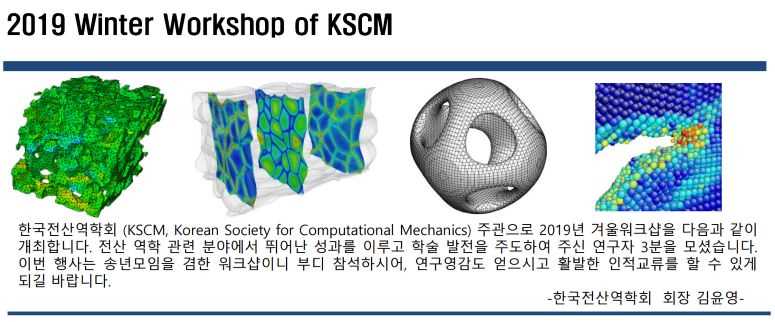 2019 Winter Workshop of KSCM
한국전산역학회 (KSCM, Korean Society for Computational Mechanics) 주관으로 2019년 겨울워크샵을 다음과 같이
개최합니다. 전산 역학 관련 분야에서 뛰어난 성과를 이루고 학술 발전을 주도하여 주신 연구자 3분을 모셨습니다.
이번 행사는 송년모임을 겸한 워크샵이니 부디 참석하시어, 연구영감도 얻으시고 활발한 인적교류를 할 수 있게
되길 바랍니다.
-한국전산역학회 회장 김윤영-